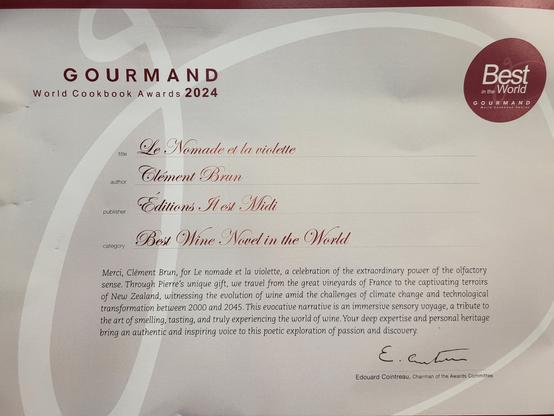 GOURMAND
World Cookbook Awards 2024
Best
in the World
GOURMAND
World Cookbook Awards
title Le Nomade et la violette
author Clément Brun
publisher Éditions Il est Midi
category Best Wine Novel in the World
Merci, Clément Brun, for Le nomade et la violette, a celebration of the extraordinary power of the olfactory
sense. Through Pierre's unique gift, we travel from the great vineyards of France to the captivating terroirs
of New Zealand, witnessing the evolution of wine amid the challenges of climate change and technological
transformation between 2000 and 2045. This evocative narrative is an immersive sensory voyage, a tribute to
the art of smelling, tasting, and truly experiencing the world of wine. Your deep expertise and personal heritage
bring an authentic and inspiring voice to this poetic exploration of passion and discovery.
Edouard Cointreau, Chairman of the Awards Committee